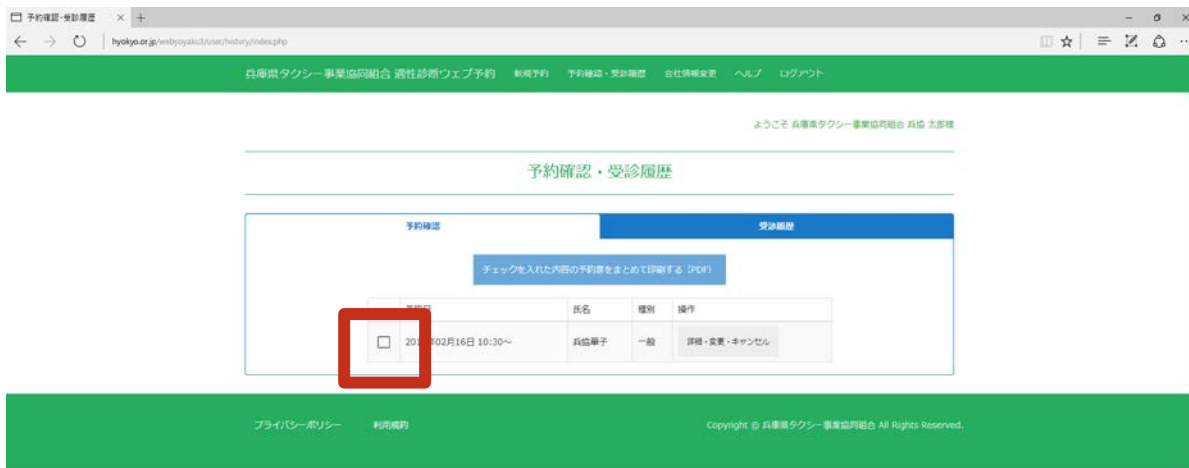 予約確認・受診履歴
hyokyo.or.jp/webyoyaku3/user/history/index.php
兵庫県タクシー事業協同組合 適性診断ウェブ予約 新規予約 予約確認・受診履歴 会社情報変更 ヘルプ ログアウト
ようこそ 兵庫県タクシー事業協同組合 兵協 太郎様
予約確認・受診履歴
予約確認 受診履歴
チェックを入れた内容の予約票をまとめて印刷する（PDF）
氏名 種別 操作
02月16日 10:30～ 兵協華子 一般 詳細・変更・キャンセル
プライバシーポリシー 利用規約 Copyright © 兵庫県タクシー事業協同組合 All Rights Reserved.